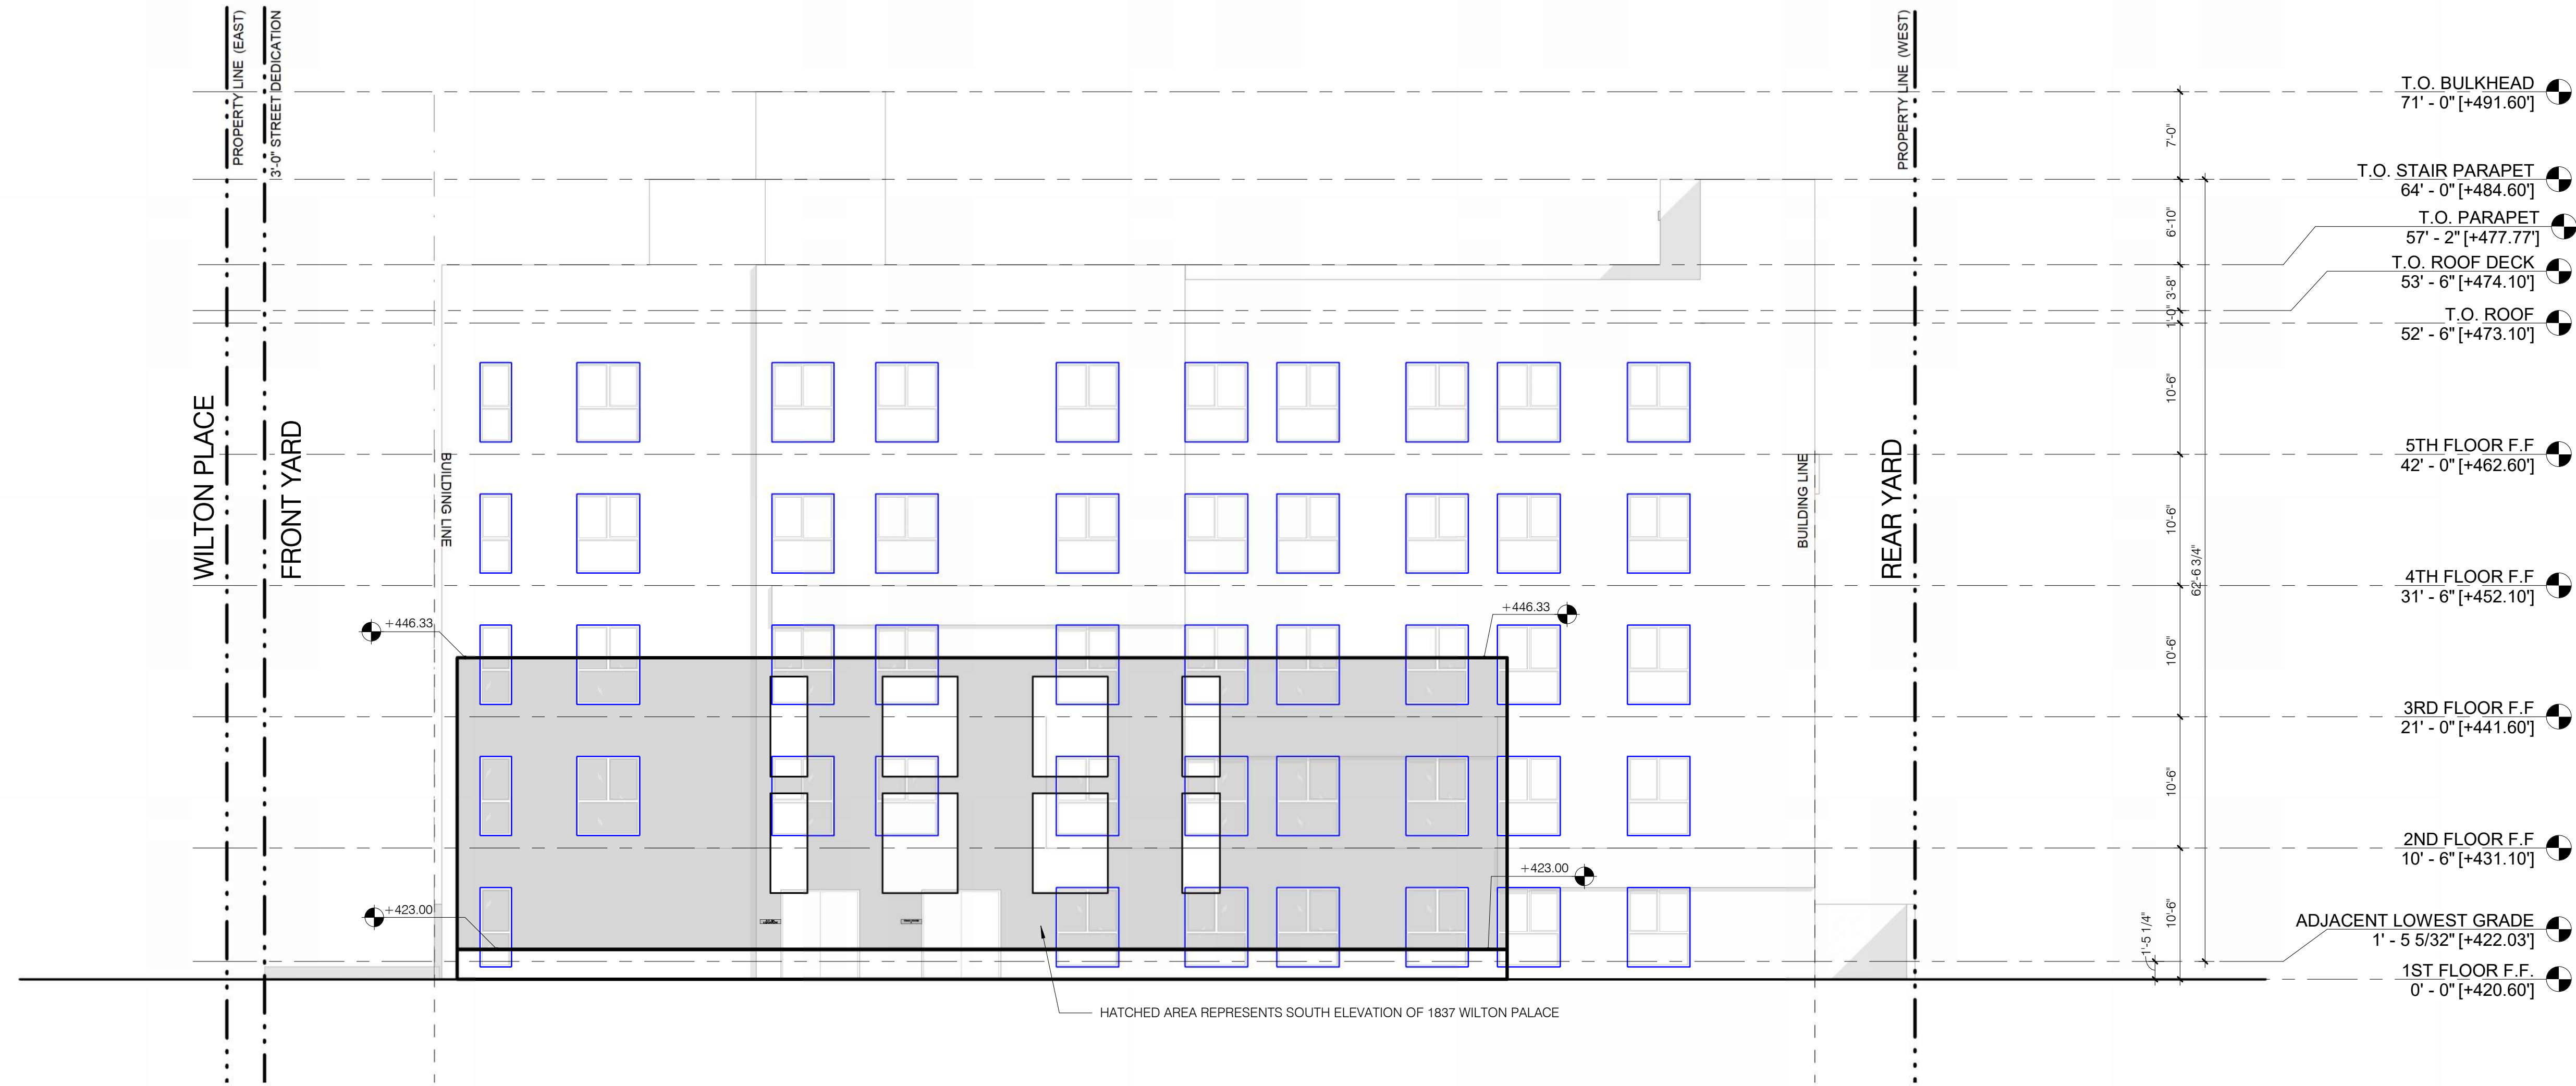 PROPERTY LINE (EAST)
3'-0" STREET DEDICATION
WILTON PLACE
FRONT YARD
BUILDING LINE
+446.33
+423.00
+446.33
+423.00
HATCHED AREA REPRESENTS SOUTH ELEVATION OF 1837 WILTON PALACE
BUILDING LINE
REAR YARD
PROPERTY LINE (WEST)
7'-0"
6'-10"
3'-8"
1'-0"
10'-6"
10'-6"
10'-6"
10'-6"
10'-6"
1'-5 1/4"
62'-6 3/4"
T.O. BULKHEAD
71' - 0" [+491.60']
T.O. STAIR PARAPET
64' - 0" [+484.60']
T.O. PARAPET
57' - 2" [+477.77']
T.O. ROOF DECK
53' - 6" [+474.10']
T.O. ROOF
52' - 6" [+473.10']
5TH FLOOR F.F
42' - 0" [+462.60']
4TH FLOOR F.F
31' - 6" [+452.10']
3RD FLOOR F.F
21' - 0" [+441.60']
2ND FLOOR F.F
10' - 6" [+431.10']
ADJACENT LOWEST GRADE
1' - 5 5/32" [+422.03']
1ST FLOOR F.F.
0' - 0" [+420.60']